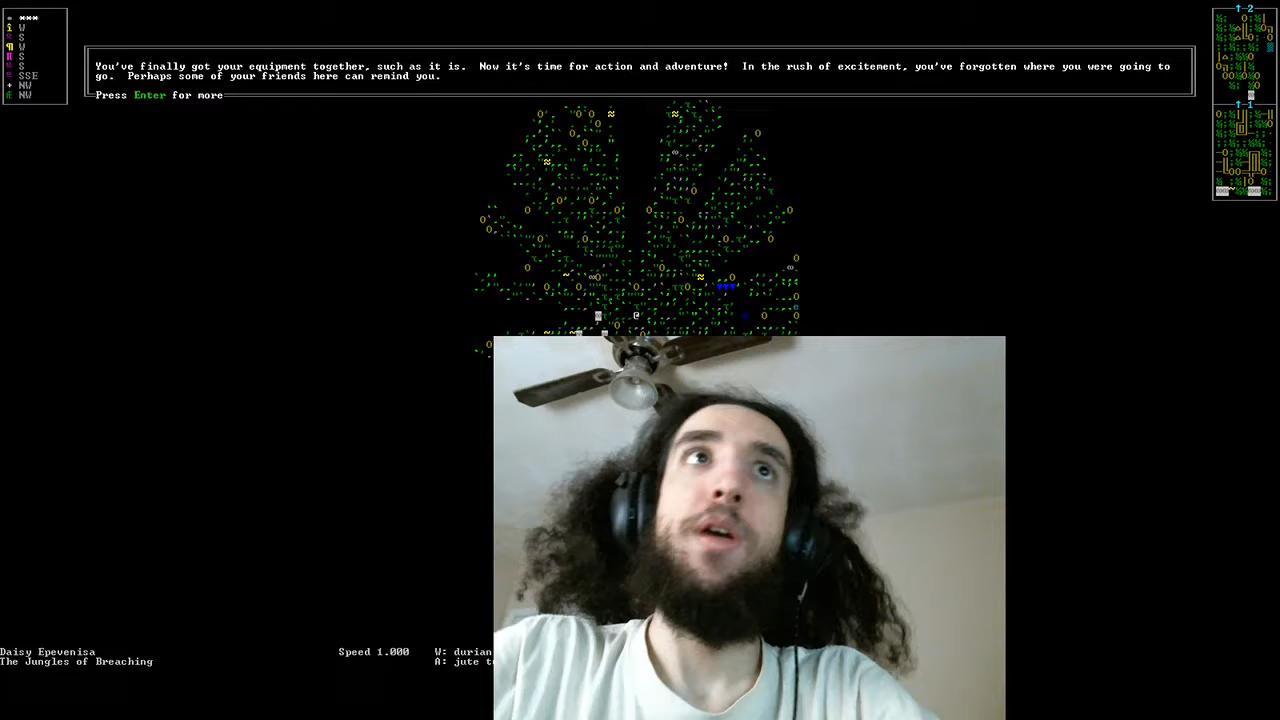 ***
W
S
W
S
S
SSE
NW
NW
You've finally got your equipment together, such as it is. Now it's time for action and adventure! In the rush of excitement, you've forgotten where you were going to
go. Perhaps some of your friends here can remind you.
Press Enter for more
↑ 2
↑ 1
Daisy Epevenisa
The Jungles of Breaching
Speed 1.000
W: durian
A: jute